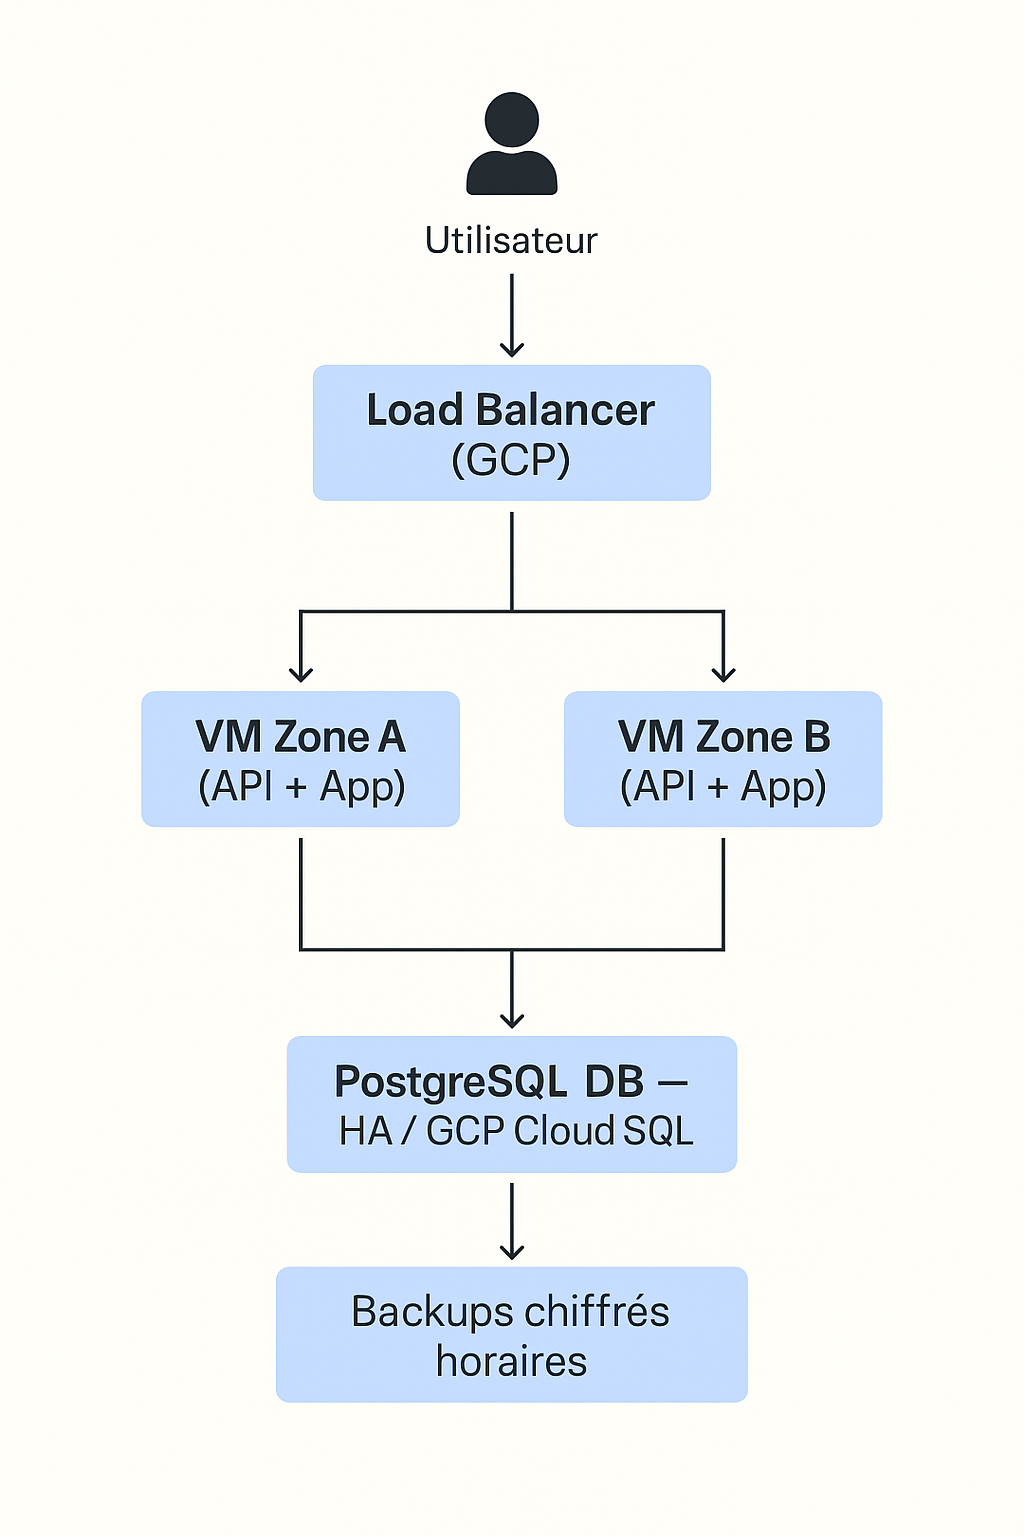 Utilisateur
Load Balancer
(GCP)
VM Zone A
(API + App)
VM Zone B
(API + App)
PostgreSQL DB —
HA / GCP Cloud SQL
Backups chiffrés
horaires